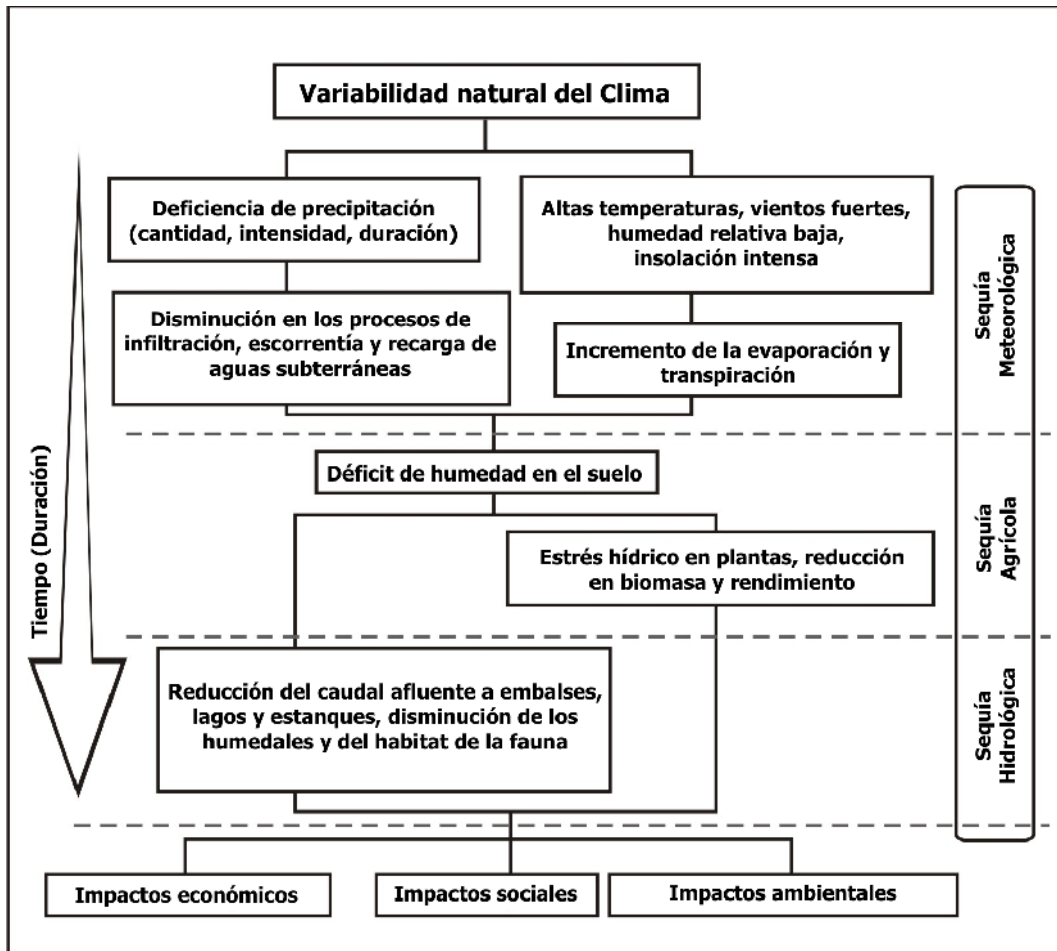 Variabilidad natural del Clima
Deficiencia de precipitación
(cantidad, intensidad, duración)
Altas temperaturas, vientos fuertes,
humedad relativa baja,
insolación intensa
Disminución en los procesos de
infiltración, escorrentía y recarga de
aguas subterráneas
Incremento de la evaporación y
transpiración
Sequía
Meteorológica
Déficit de humedad en el suelo
Estrés hídrico en plantas, reducción
en biomasa y rendimiento
Sequía
Agrícola
Tiempo (Duración)
Reducción del caudal afluente a embalses,
lagos y estanques, disminución de los
humedales y del habitat de la fauna
Sequía
Hidrológica
Impactos económicos
Impactos sociales
Impactos ambientales